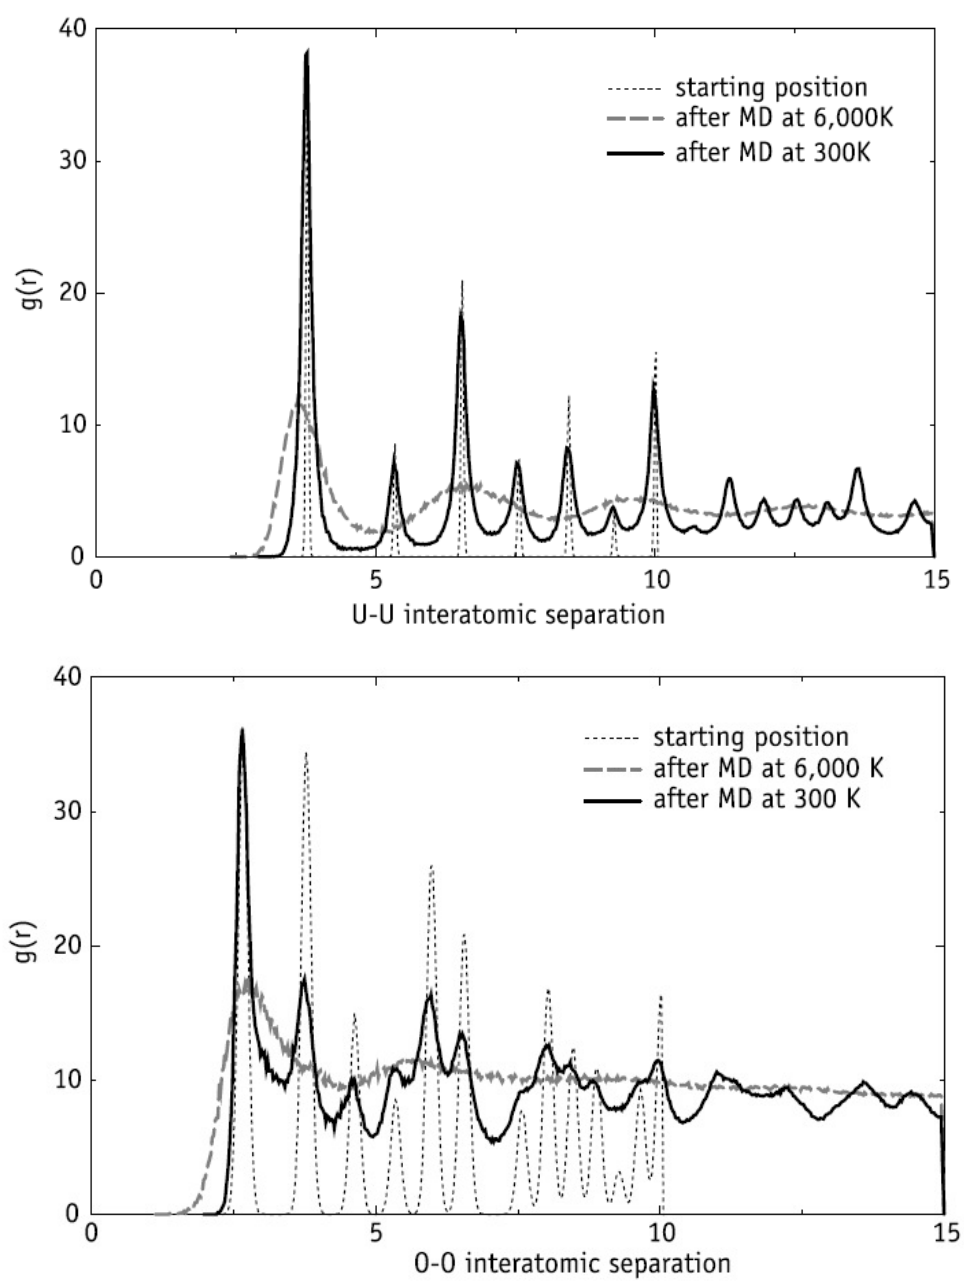 40
30
20
10
0
g(r)
starting position
after MD at 6,000K
after MD at 300K
0 5 10 15
U-U interatomic separation
40
30
20
10
0
g(r)
starting position
after MD at 6,000 K
after MD at 300 K
0 5 10 15
O-O interatomic separation